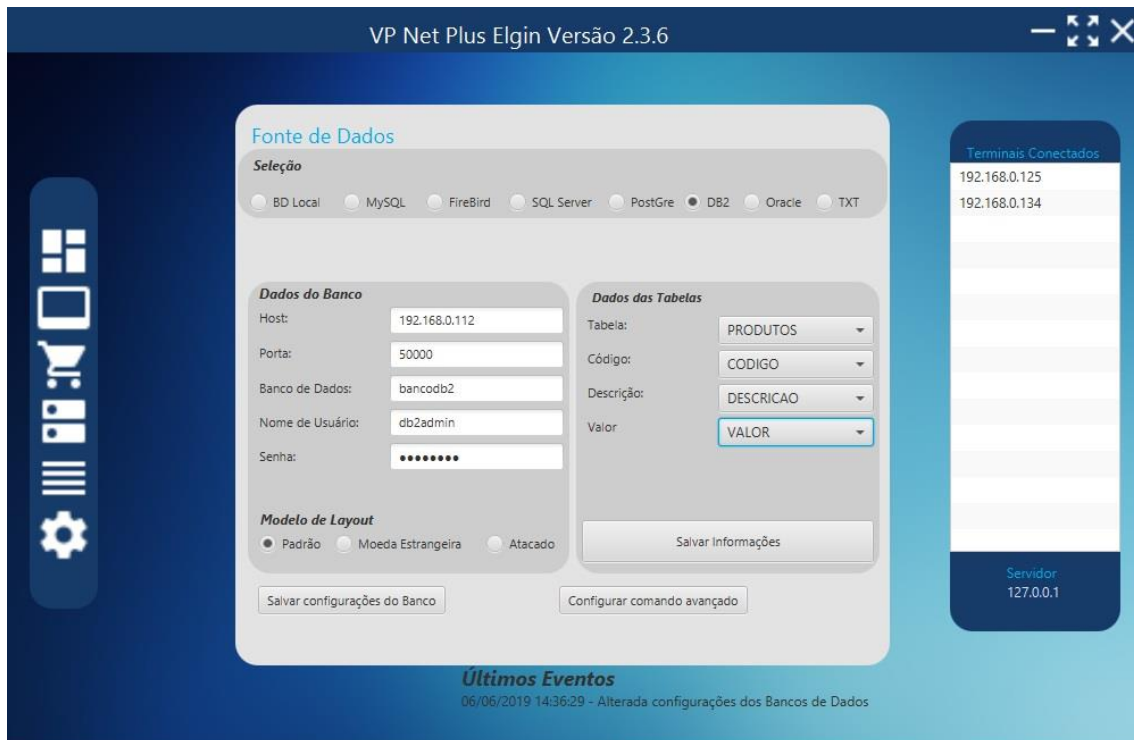 VP Net Plus Elgin Versão 2.3.6
Fonte de Dados
Seleção
BD Local MySQL FireBird SQL Server PostGre DB2 Oracle TXT
Dados do Banco
Host: 192.168.0.112
Porta: 50000
Banco de Dados: bancodb2
Nome de Usuário: db2admin
Senha: ••••••••
Modelo de Layout
Padrão Moeda Estrangeira Atacado
Dados das Tabelas
Tabela: PRODUTOS
Código: CODIGO
Descrição: DESCRICAO
Valor VALOR
Salvar Informações
Salvar configurações do Banco Configurar comando avançado
Terminais Conectados
192.168.0.125
192.168.0.134
Servidor
127.0.0.1
Últimos Eventos
06/06/2019 14:36:29 - Alterada configurações dos Bancos de Dados